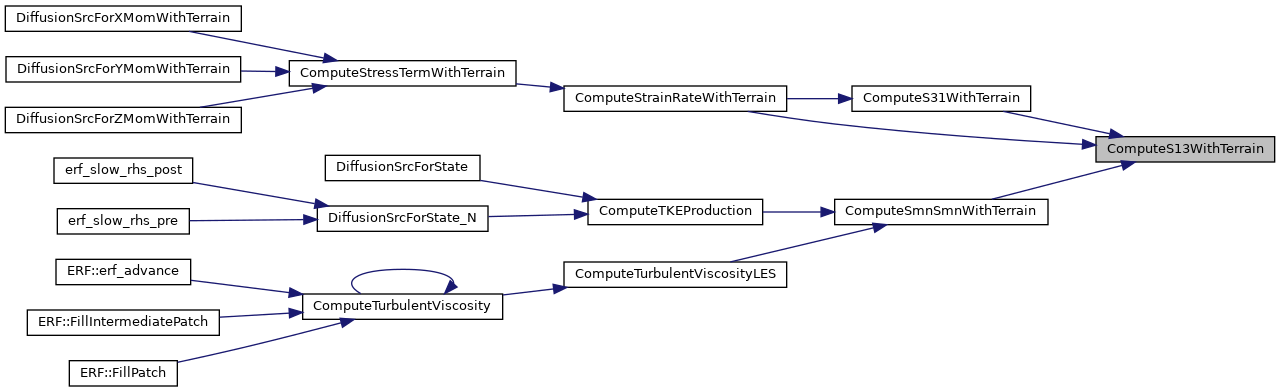 DiffusionSrcForXMomWithTerrain
DiffusionSrcForYMomWithTerrain
DiffusionSrcForZMomWithTerrain
ComputeStressTermWithTerrain
ComputeStrainRateWithTerrain
ComputeS31WithTerrain
ComputeS13WithTerrain
erf_slow_rhs_post
erf_slow_rhs_pre
DiffusionSrcForState
DiffusionSrcForState_N
ComputeTKEProduction
ComputeSmnSmnWithTerrain
ERF::erf_advance
ERF::FillIntermediatePatch
ERF::FillPatch
ComputeTurbulentViscosity
ComputeTurbulentViscosityLES